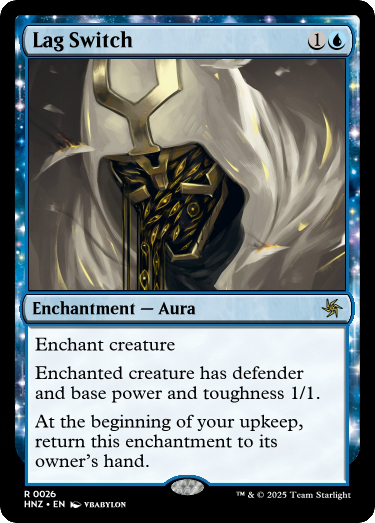 Lag Switch 1
Enchantment — Aura
Enchant creature
Enchanted creature has defender
and base power and toughness 1/1.
At the beginning of your upkeep,
return this enchantment to its
owner's hand.
R 0026
HNZ • EN VBABYLON
™ & © 2025 Team Starlight